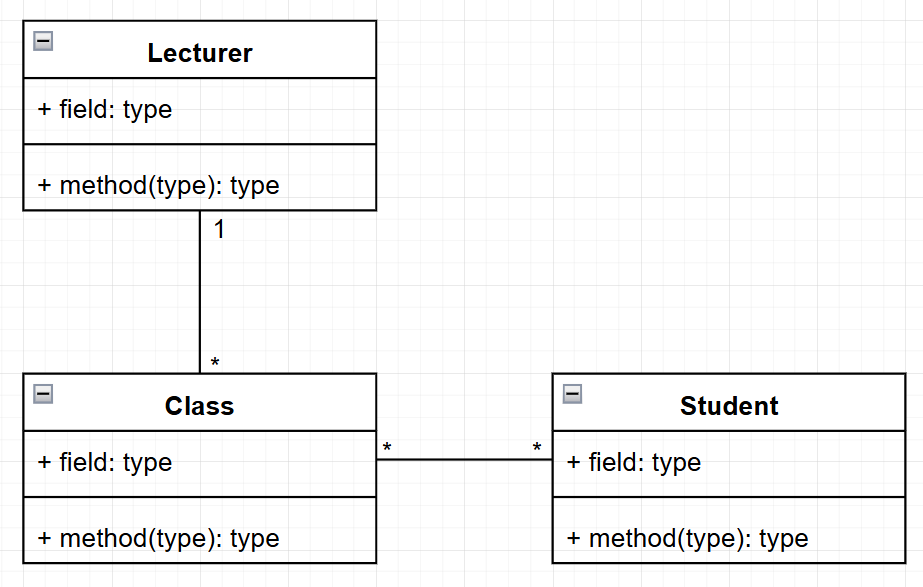 Lecturer
+ field: type
+ method(type): type
1
*
Class
+ field: type
+ method(type): type
* *
Student
+ field: type
+ method(type): type